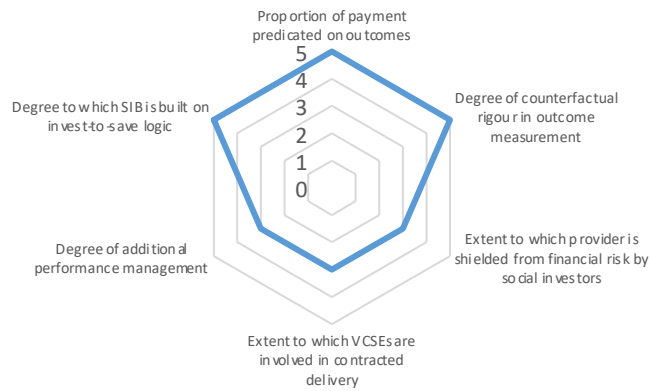 Proportion of payment
predicated on outcomes
5
4
3
2
1
0
Degree of counterfactual
rigour in outcome
measurement
Extent to which provider is
shielded from financial risk by
social investors
Extent to which VCSEs are
involved in contracted
delivery
Degree of additional
performance management
Degree to which SIB is built on
invest-to-save logic